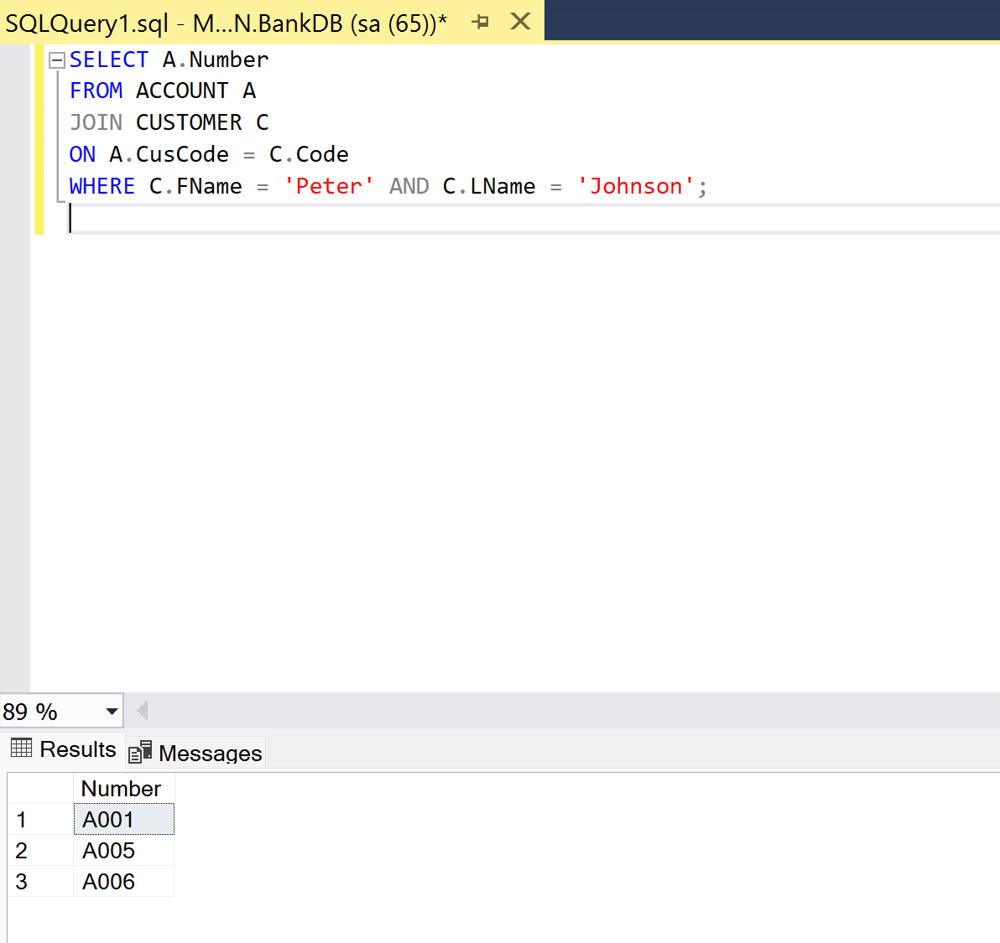 SQLQuery1.sql - M...N.BankDB (sa (65))*
SELECT A.Number
FROM ACCOUNT A
JOIN CUSTOMER C
ON A.CusCode = C.Code
WHERE C.FName = 'Peter' AND C.LName = 'Johnson';
89 %
Results Messages
Number
1 A001
2 A005
3 A006